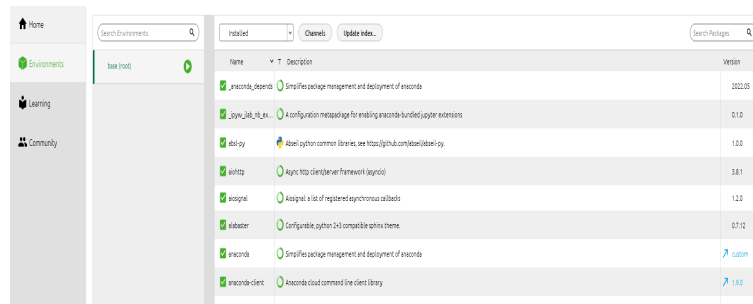 Home
Environments
Learning
Community
Search Environments
base (root)
Installed
Channels
Update index...
Search Packages
Name T Description Version
_anaconda_depends Simplifies package management and deployment of anaconda 2022.05
_ipyw_jlab_nb_ex... A configuration metapackage for enabling anaconda-bundled jupyter extensions 0.1.0
absl-py Abseil python common libraries, see https://github.com/abseil/abseil-py. 1.0.0
aiohttp Async http client/server framework (asyncio) 3.8.1
aiosignal Aiosignal: a list of registered asynchronous callbacks 1.2.0
alabaster Configurable, python 2+3 compatible sphinx theme. 0.7.12
anaconda Simplifies package management and deployment of anaconda custom
anaconda-client Anaconda cloud command line client library 1.9.0